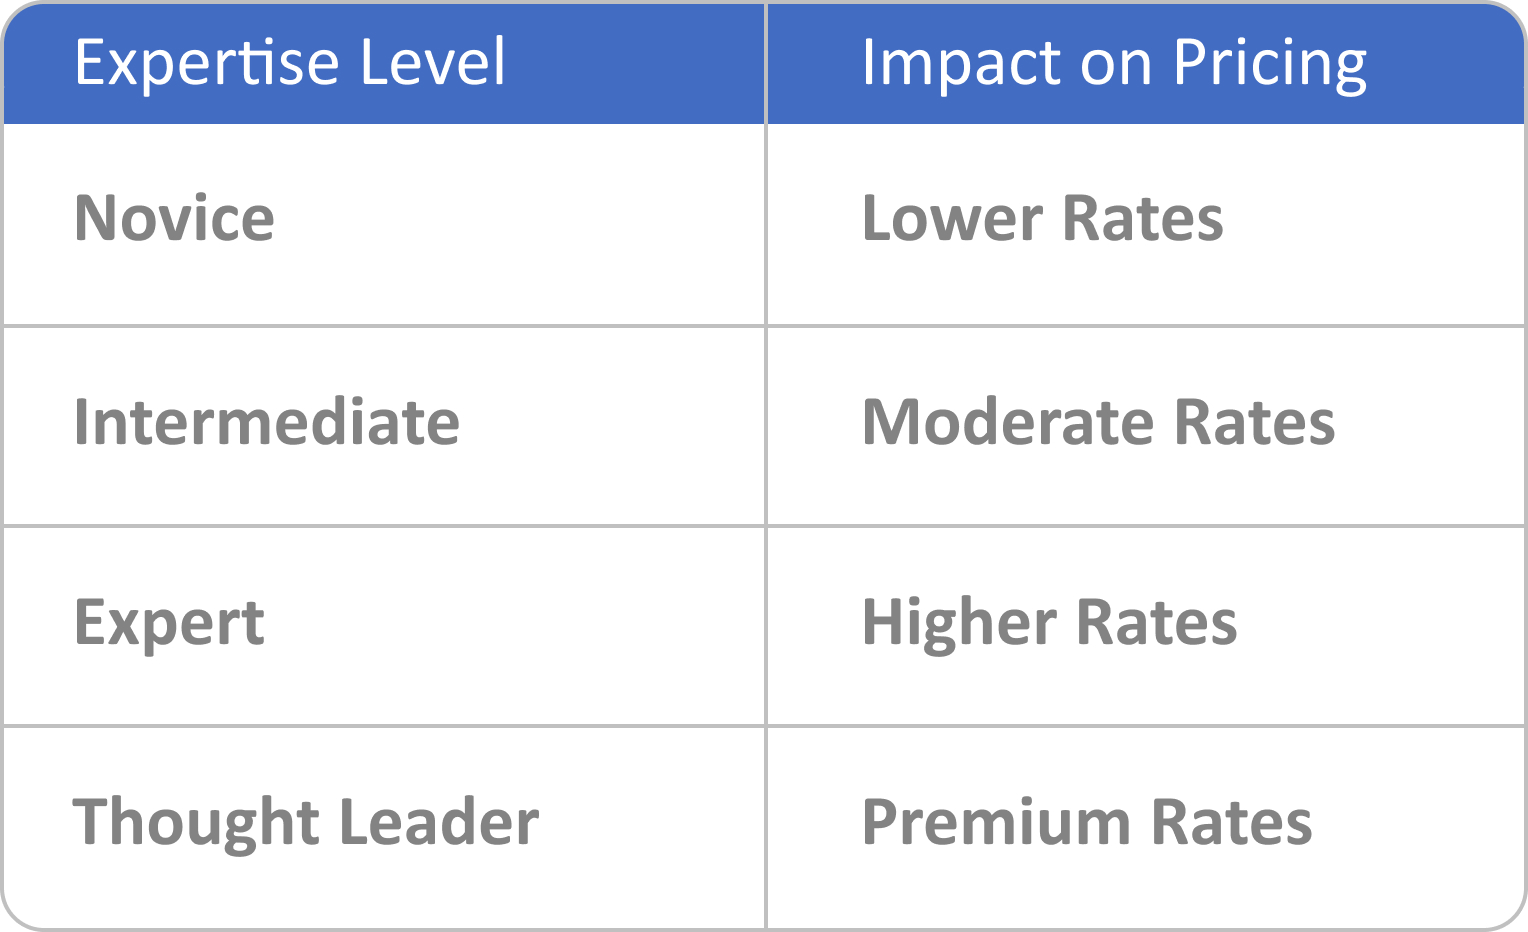 Expertise Level Impact on Pricing
Novice Lower Rates
Intermediate Moderate Rates
Expert Higher Rates
Thought Leader Premium Rates